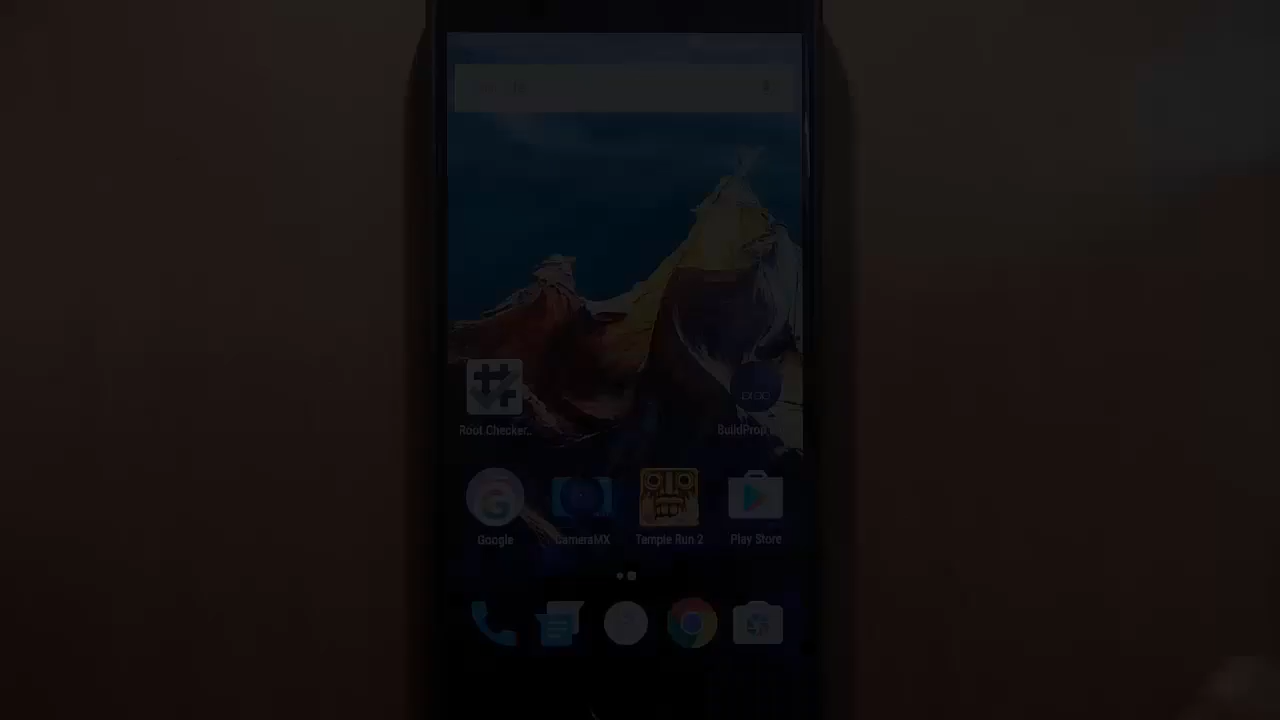 Root Checker..
BuildProp
Google
CameraMX
Temple Run 2
Play Store